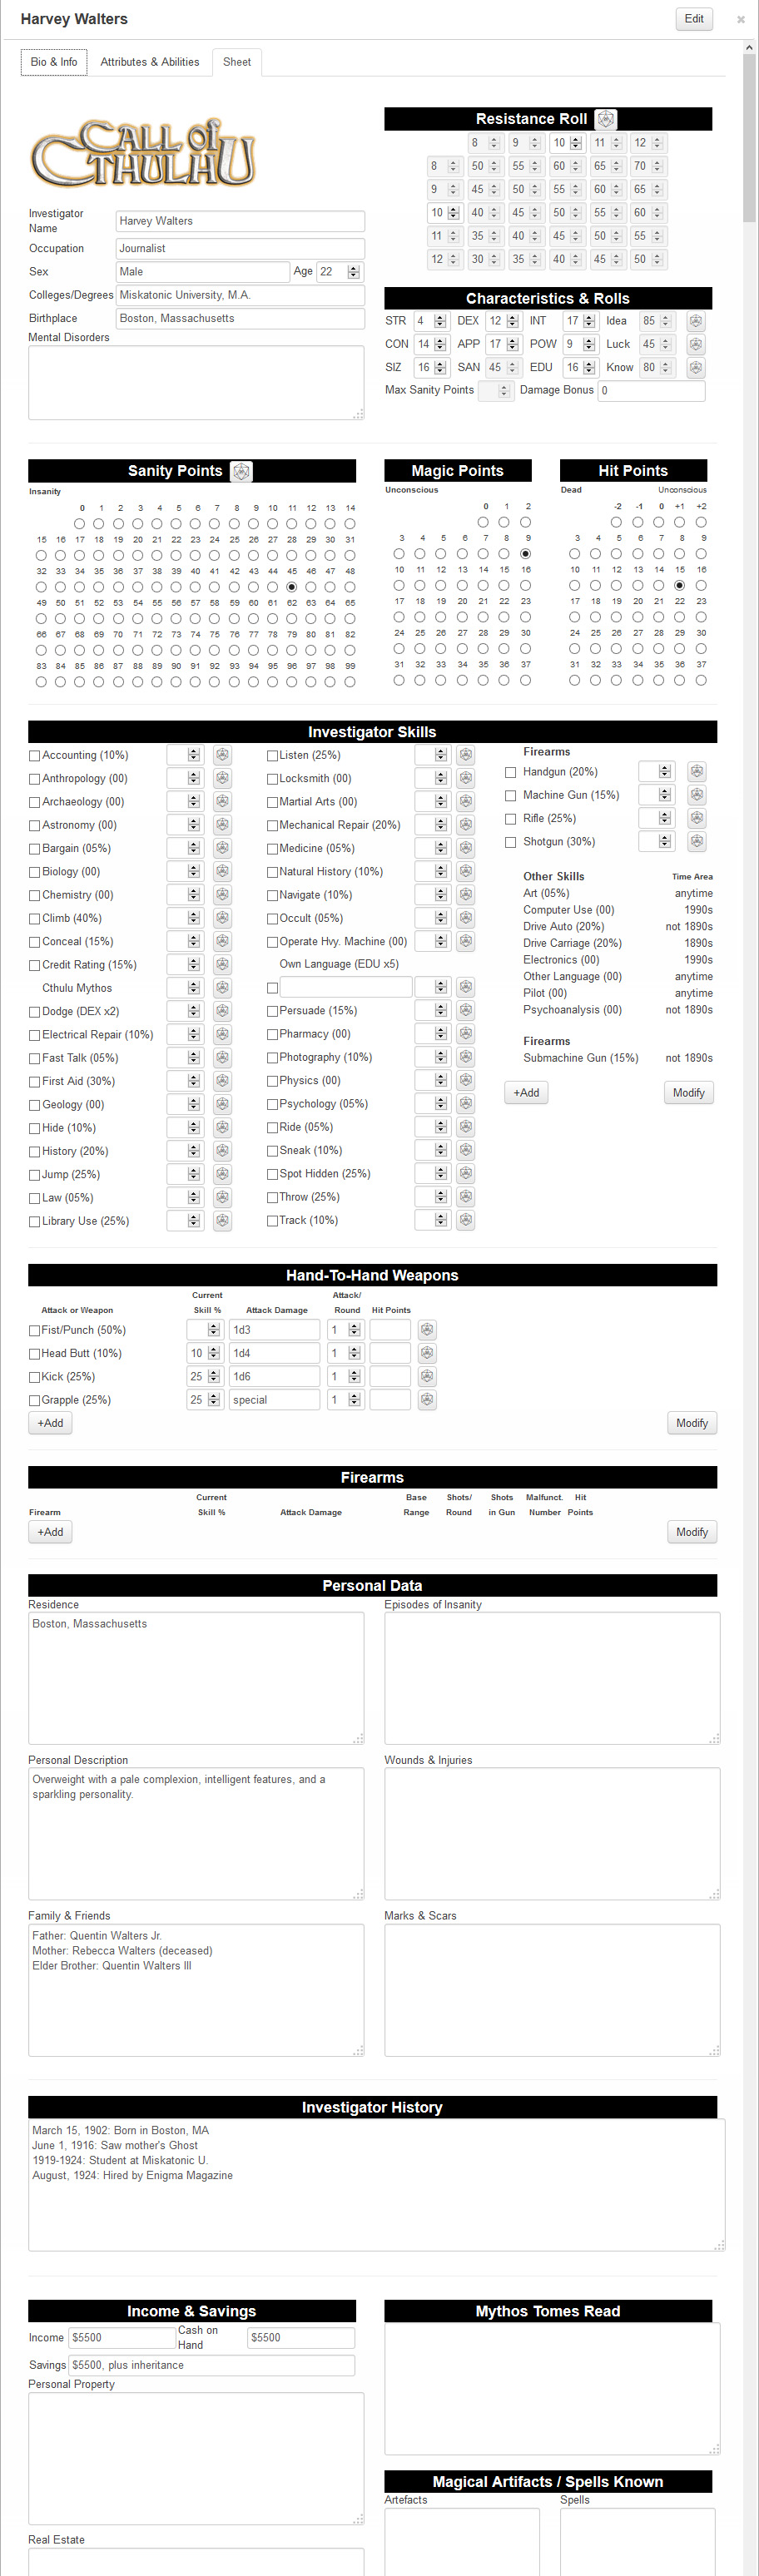 Harvey Walters
Edit
×
Bio & Info Attributes & Abilities Sheet
CALL of CTHULHU
Investigator Name Harvey Walters
Occupation Journalist
Sex Male Age 22
Colleges/Degrees Miskatonic University, M.A.
Birthplace Boston, Massachusetts
Mental Disorders
Resistance Roll
8 9 10 11 12
8 50 55 60 65 70
9 45 50 55 60 65
10 40 45 50 55 60
11 35 40 45 50 55
12 30 35 40 45 50
Characteristics & Rolls
STR 4 DEX 12 INT 17 Idea 85
CON 14 APP 17 POW 9 Luck 45
SIZ 16 SAN 45 EDU 16 Know 80
Max Sanity Points Damage Bonus 0
Sanity Points
Insanity
0 1 2 3 4 5 6 7 8 9 10 11 12 13 14
15 16 17 18 19 20 21 22 23 24 25 26 27 28 29 30 31
32 33 34 35 36 37 38 39 40 41 42 43 44 45 46 47 48
49 50 51 52 53 54 55 56 57 58 59 60 61 62 63 64 65
66 67 68 69 70 71 72 73 74 75 76 77 78 79 80 81 82
83 84 85 86 87 88 89 90 91 92 93 94 95 96 97 98 99
Magic Points
Unconscious
0 1 2
3 4 5 6 7 8 9
10 11 12 13 14 15 16
17 18 19 20 21 22 23
24 25 26 27 28 29 30
31 32 33 34 35 36 37
Hit Points
Dead Unconscious
-2 -1 0 +1 +2
3 4 5 6 7 8 9
10 11 12 13 14 15 16
17 18 19 20 21 22 23
24 25 26 27 28 29 30
31 32 33 34 35 36 37
Investigator Skills
Accounting (10%)
Anthropology (00)
Archaeology (00)
Astronomy (00)
Bargain (05%)
Biology (00)
Chemistry (00)
Climb (40%)
Conceal (15%)
Credit Rating (15%)
Cthulu Mythos
Dodge (DEX x2)
Electrical Repair (10%)
Fast Talk (05%)
First Aid (30%)
Geology (00)
Hide (10%)
History (20%)
Jump (25%)
Law (05%)
Library Use (25%)
Listen (25%)
Locksmith (00)
Martial Arts (00)
Mechanical Repair (20%)
Medicine (05%)
Natural History (10%)
Navigate (10%)
Occult (05%)
Operate Hvy. Machine (00)
Own Language (EDU x5)
Persuade (15%)
Pharmacy (00)
Photography (10%)
Physics (00)
Psychology (05%)
Ride (05%)
Sneak (10%)
Spot Hidden (25%)
Throw (25%)
Track (10%)
Firearms
Handgun (20%)
Machine Gun (15%)
Rifle (25%)
Shotgun (30%)
Other Skills Time Area
Art (05%) anytime
Computer Use (00) 1990s
Drive Auto (20%) not 1890s
Drive Carriage (20%) 1890s
Electronics (00) 1990s
Other Language (00) anytime
Pilot (00) anytime
Psychoanalysis (00) not 1890s
Firearms
Submachine Gun (15%) not 1890s
+Add Modify
Hand-To-Hand Weapons
Current Attack/
Attack or Weapon Skill % Attack Damage Round Hit Points
Fist/Punch (50%) 1d3 1
Head Butt (10%) 10 1d4 1
Kick (25%) 25 1d6 1
Grapple (25%) 25 special 1
+Add Modify
Firearms
Current Base Shots/ Shots Malfunct. Hit
Firearm Skill % Attack Damage Range Round in Gun Number Points
+Add Modify
Personal Data
Residence Episodes of Insanity
Boston, Massachusetts
Personal Description Wounds & Injuries
Overweight with a pale complexion, intelligent features, and a
sparkling personality.
Family & Friends Marks & Scars
Father: Quentin Walters Jr.
Mother: Rebecca Walters (deceased)
Elder Brother: Quentin Walters III
Investigator History
March 15, 1902: Born in Boston, MA
June 1, 1916: Saw mother's Ghost
1919-1924: Student at Miskatonic U.
August, 1924: Hired by Enigma Magazine
Income & Savings
Income $5500 Cash on Hand $5500
Savings $5500, plus inheritance
Personal Property
Real Estate
Mythos Tomes Read
Magical Artifacts / Spells Known
Artefacts Spells